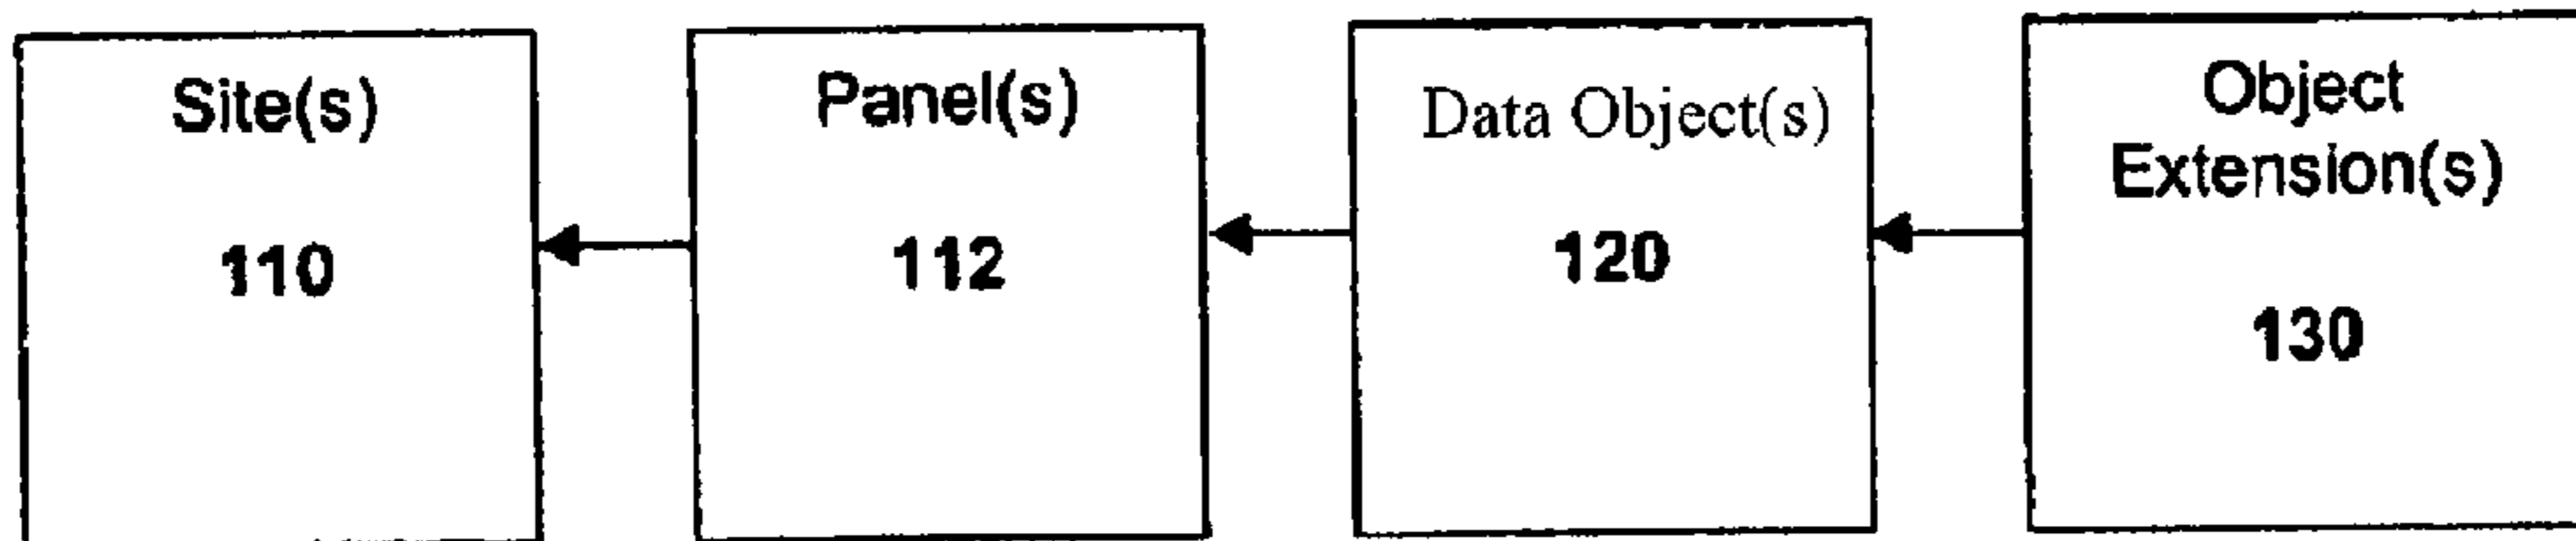 Site(s)
110
Panel(s)
112
Data Object(s)
120
Object
Extension(s)
130